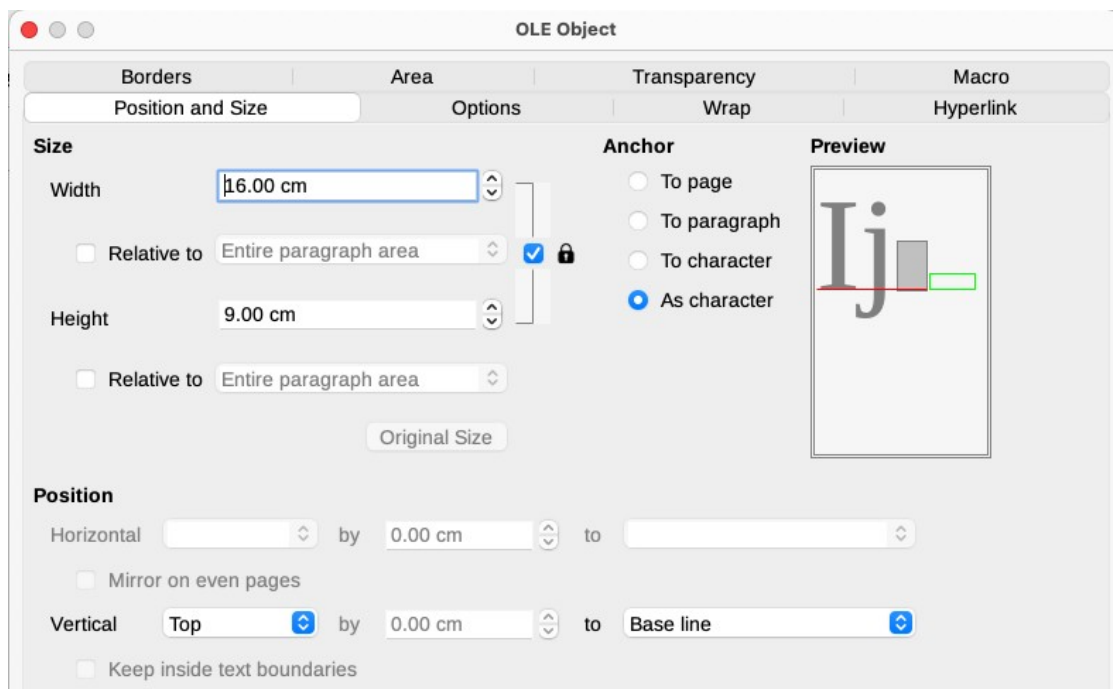 OLE Object
Borders Area Transparency Macro
Position and Size Options Wrap Hyperlink
Size
Width 16.00 cm
Relative to Entire paragraph area
Height 9.00 cm
Relative to Entire paragraph area
Original Size
Anchor
To page
To paragraph
To character
As character
Preview
Ij
Position
Horizontal by 0.00 cm to
Mirror on even pages
Vertical Top by 0.00 cm to Base line
Keep inside text boundaries